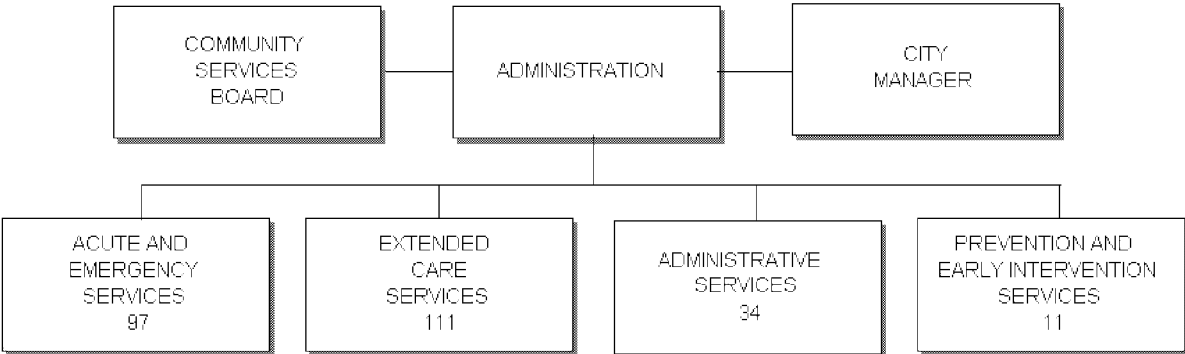 COMMUNITY
SERVICES
BOARD
ADMINISTRATION
CITY
MANAGER
ACUTE AND
EMERGENCY
SERVICES
97
EXTENDED
CARE
SERVICES
111
ADMINISTRATIVE
SERVICES
34
PREVENTION AND
EARLY INTERVENTION
SERVICES
11